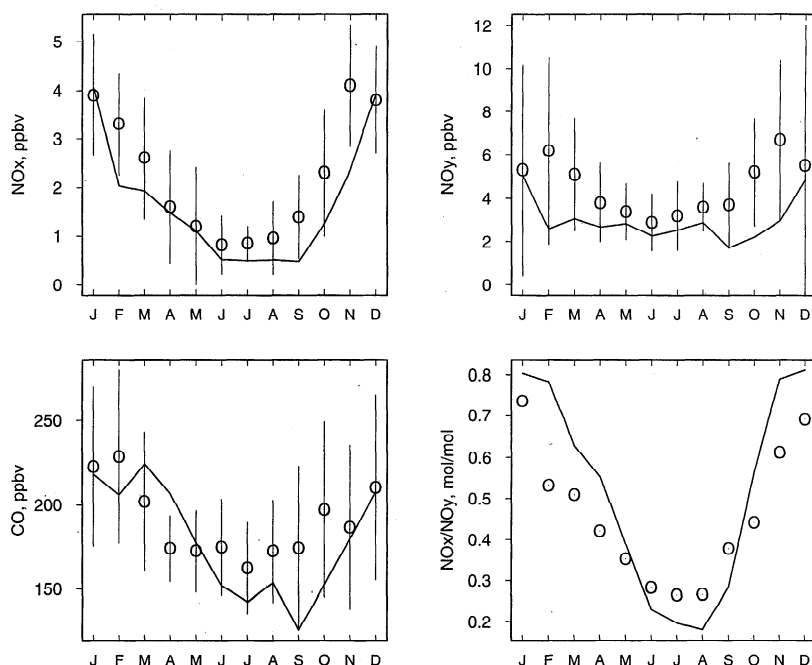 NOx, ppbv
5
4
3
2
1
0
J F M A M J J A S O N D
NOy, ppbv
12
10
8
6
4
2
0
J F M A M J J A S O N D
CO, ppbv
250
200
150
J F M A M J J A S O N D
NOx/NOy, mol/mol
0.8
0.7
0.6
0.5
0.4
0.3
0.2
J F M A M J J A S O N D